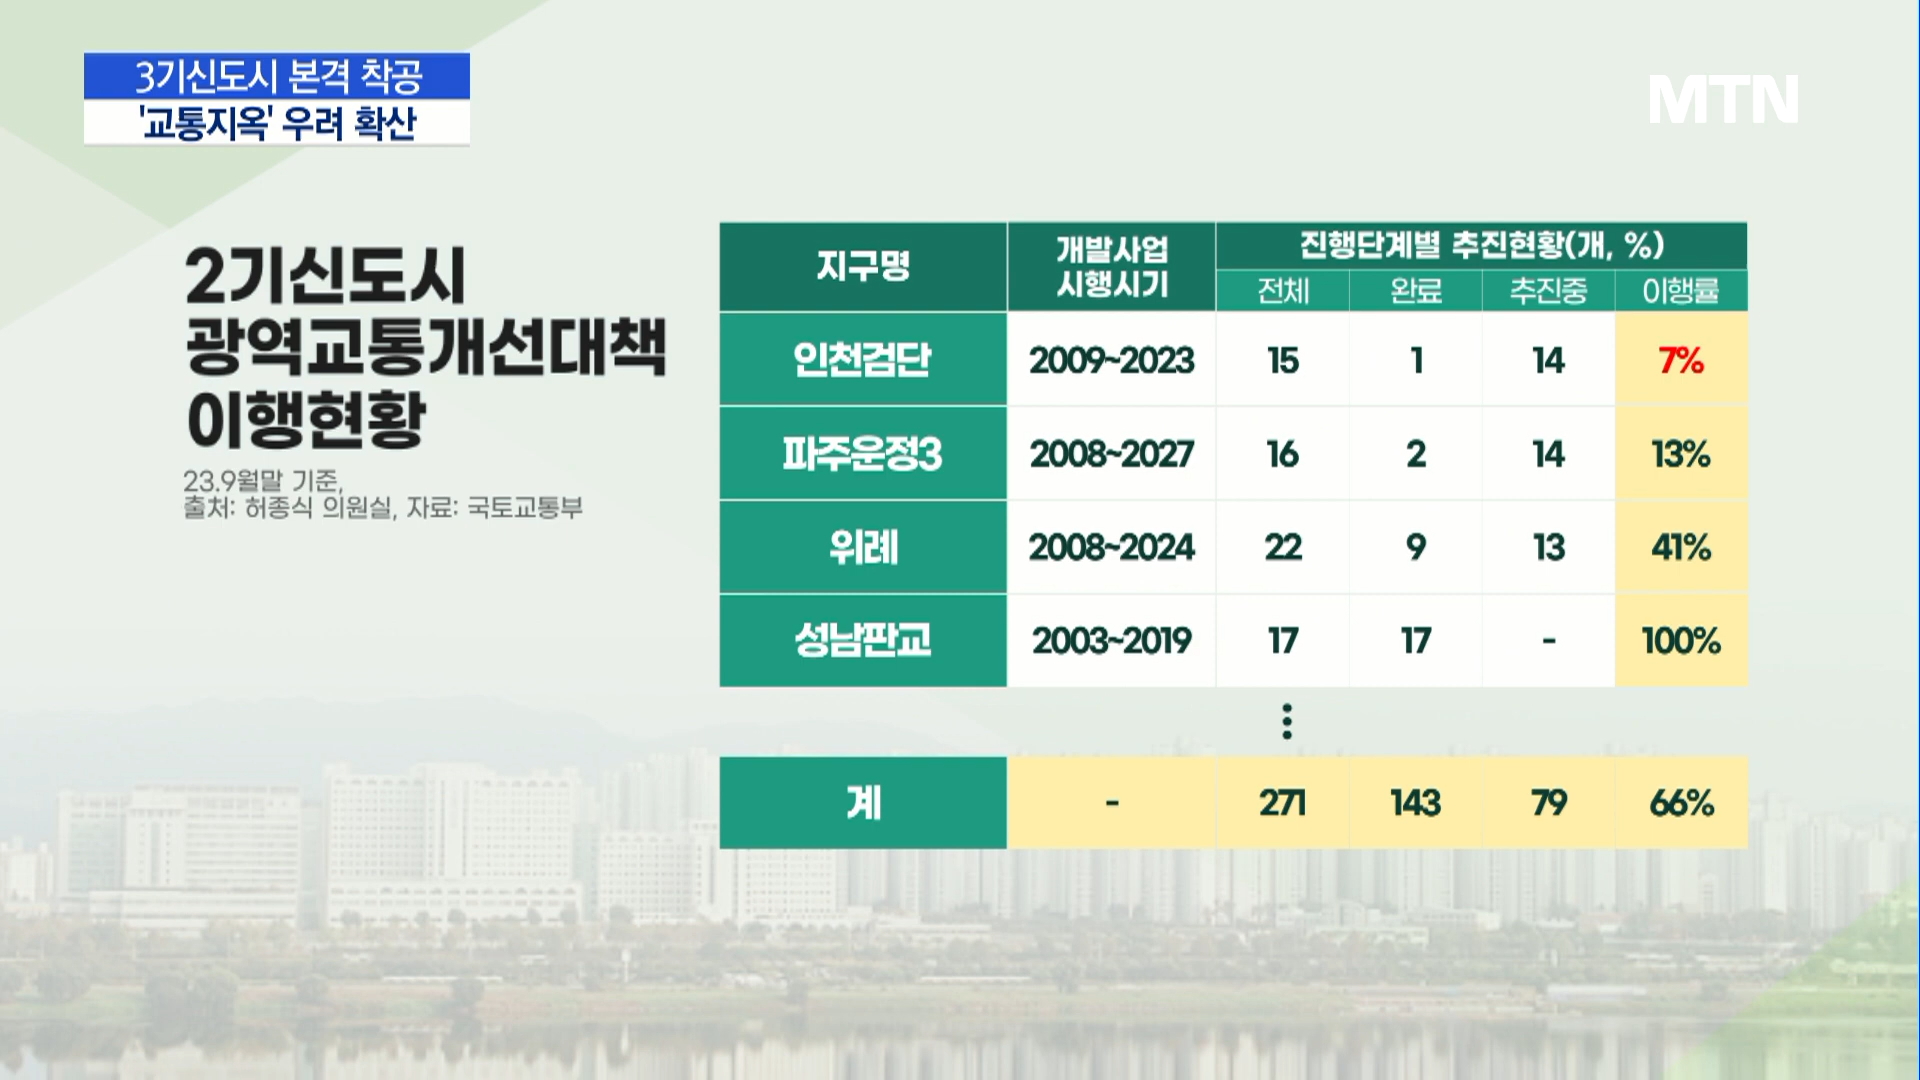 3기신도시 본격 착공
'교통지옥' 우려 확산
MTN
2기신도시
광역교통개선대책
이행현황
23.9월말 기준,
출처: 허종식 의원실, 자료: 국토교통부
지구명 개발사업 시행시기 진행단계별 추진현황(개, %)
전체 완료 추진중 이행률
인천검단 2009~2023 15 1 14 7%
파주운정3 2008~2027 16 2 14 13%
위례 2008~2024 22 9 13 41%
성남판교 2003~2019 17 17 - 100%
계 - 271 143 79 66%